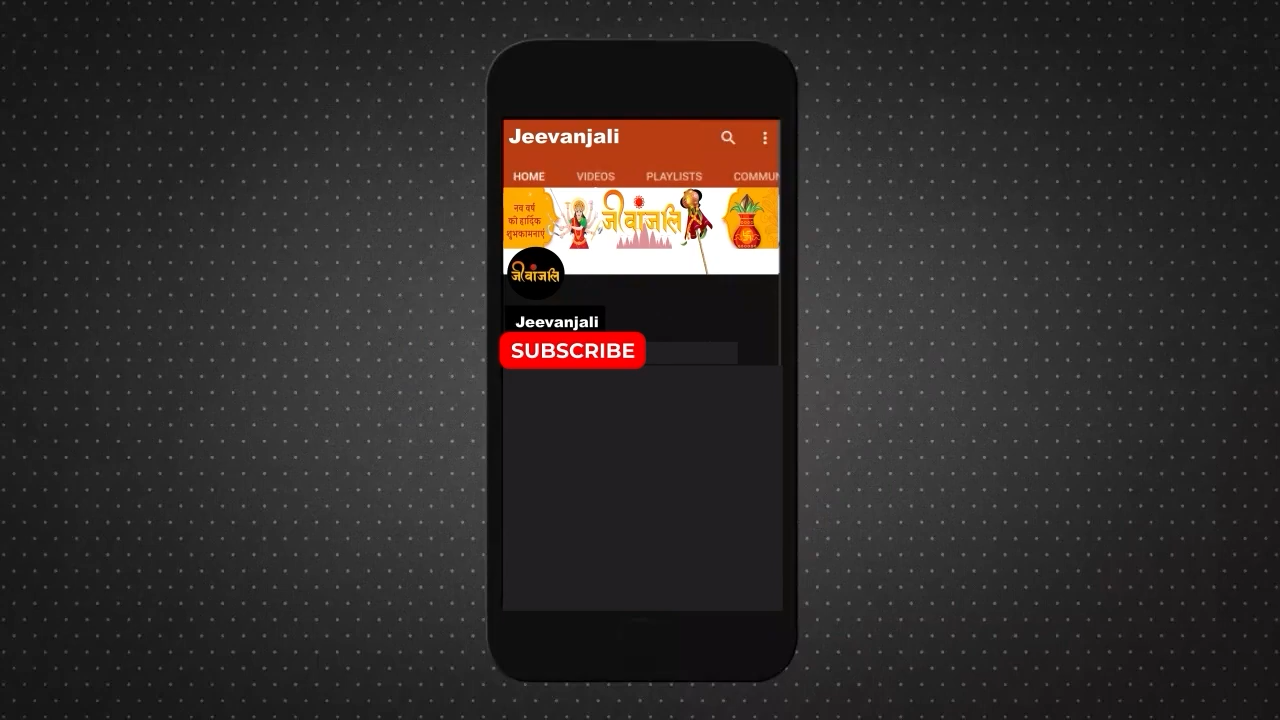 Jeevanjali
HOME VIDEOS PLAYLISTS COMMUN
नव वर्ष
की हार्दिक
शुभकामनाएं
जीवांजलि
जीवांजलि
Jeevanjali
SUBSCRIBE